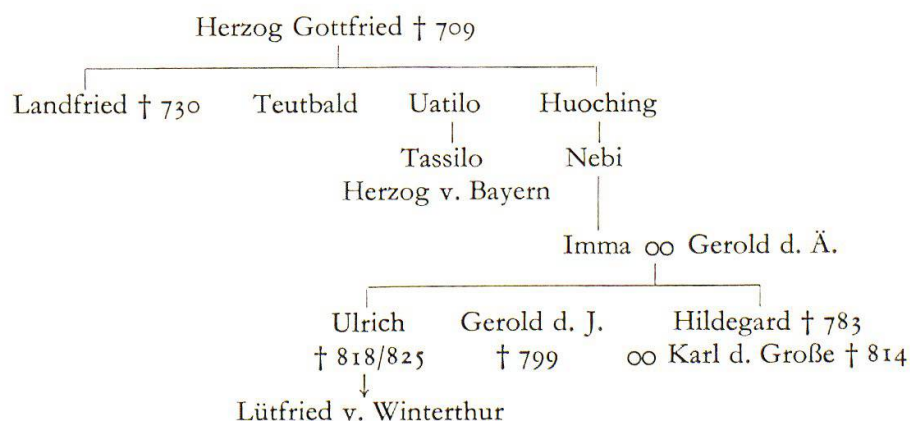 Herzog Gottfried † 709
Landfried † 730 Teutbald Uatilo Huoching
Tassilo Nebi
Herzog v. Bayern
Imma ∞ Gerold d. Ä.
Ulrich Gerold d. J. Hildegard † 783
† 818/825 † 799 ∞ Karl d. Große † 814
Lütfried v. Winterthur